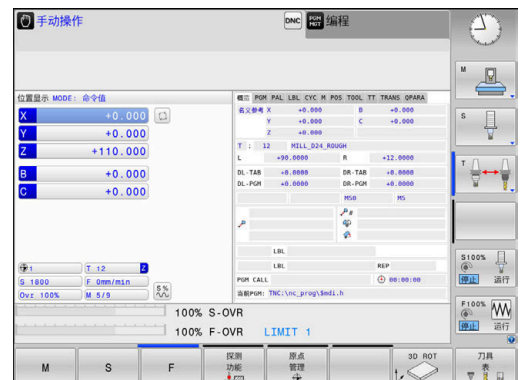 手动操作
DNC
PGM MGT
编程
位置显示 MODE: 命令值
X +0.000
Y +0.000
Z +110.000
B +0.000
C +0.000
1 T 12 Z
S 1800 F 0mm/min
Ovr 100% M 5/9
S %
概览 PGM PAL LBL CYC M POS TOOL TT TRANS QPARA
名义参考 X +0.000 B +0.000
Y +0.000 C +0.000
Z +0.000
T : 12 MILL_D24_ROUGH
L +90.0000 R +12.0000
DL-TAB +0.0000 DR-TAB +0.0000
DL-PGM +0.0000 DR-PGM +0.0000
M50 M5
P #
LBL
LBL REP
PGM CALL 00:00:00
当前PGM: TNC:\nc_prog\$mdi.h
100% S-OVR
100% F-OVR LIMIT 1
M
S
T
S100%
停止 运行
F100% W
停止 运行
M
S
F
探测 功能
原点 管理
3D ROT
刀具 表